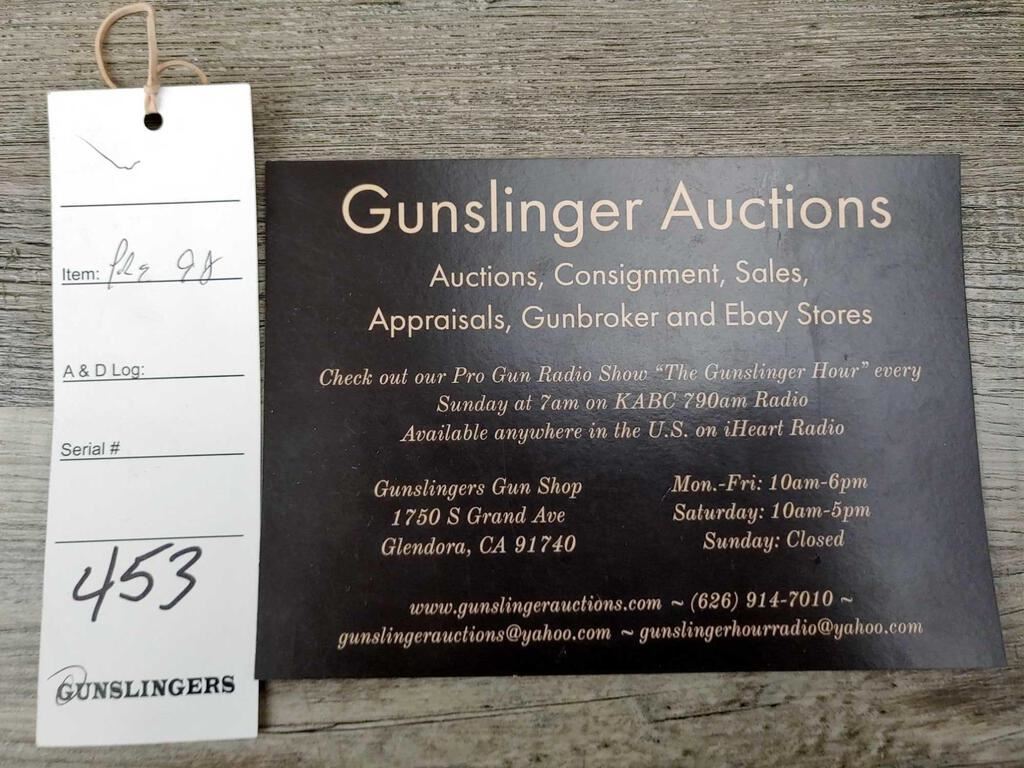 Item:
A & D Log:
Serial #
453
GUNSLINGERS
Gunslinger Auctions
Auctions, Consignment, Sales,
Appraisals, Gunbroker and Ebay Stores
Check out our Pro Gun Radio Show “The Gunslinger Hour” every
Sunday at 7am on KABC 790am Radio
Available anywhere in the U.S. on iHeart Radio
Gunslingers Gun Shop
1750 S Grand Ave
Glendora, CA 91740
Mon.-Fri: 10am-6pm
Saturday: 10am-5pm
Sunday: Closed
www.gunslingerauctions.com ~ (626) 914-7010 ~
gunslingerauctions@yahoo.com ~ gunslingerhourradio@yahoo.com